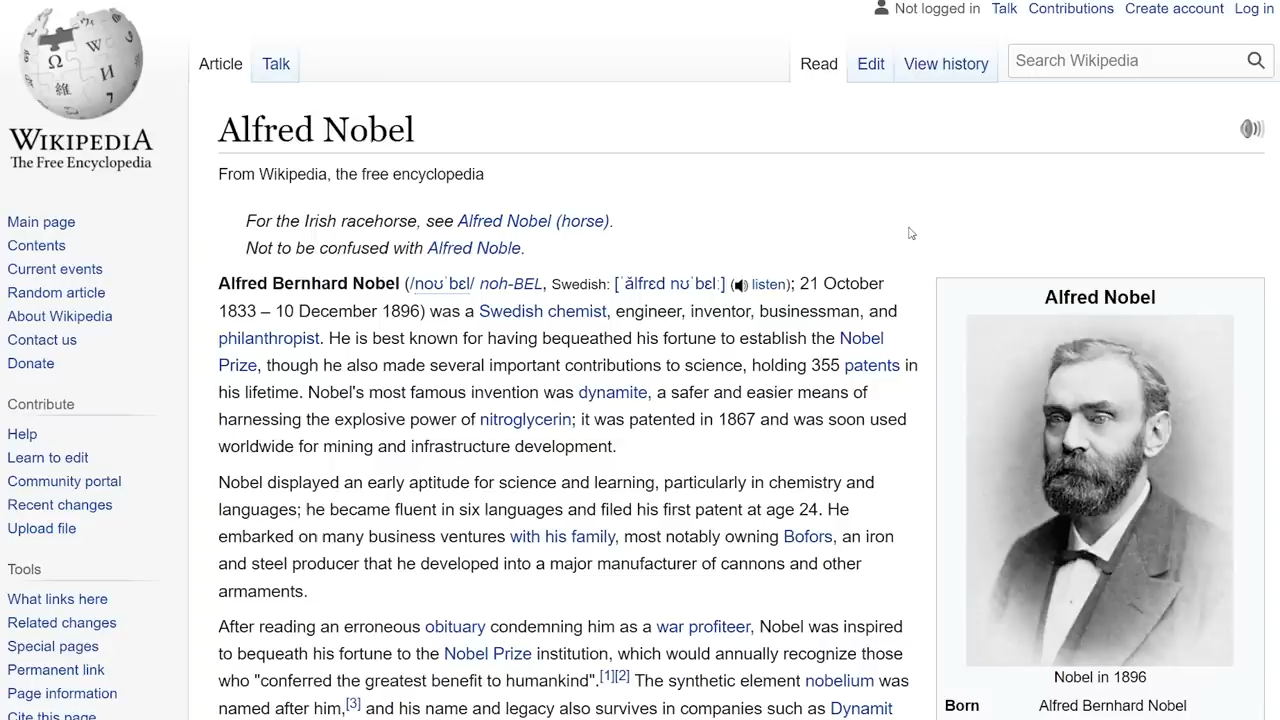 Not logged in Talk Contributions Create account Log in
Article Talk Read Edit View history Search Wikipedia
WIKIPEDIA
The Free Encyclopedia
Main page
Contents
Current events
Random article
About Wikipedia
Contact us
Donate
Contribute
Help
Learn to edit
Community portal
Recent changes
Upload file
Tools
What links here
Related changes
Special pages
Permanent link
Page information
Cite this page
Alfred Nobel
From Wikipedia, the free encyclopedia
For the Irish racehorse, see Alfred Nobel (horse).
Not to be confused with Alfred Noble.
Alfred Bernhard Nobel (/noʊˈbɛl/ noh-BEL, Swedish: [ˈǎlfrɛd nʊˈbɛlː] (listen); 21 October
1833 – 10 December 1896) was a Swedish chemist, engineer, inventor, businessman, and
philanthropist. He is best known for having bequeathed his fortune to establish the Nobel
Prize, though he also made several important contributions to science, holding 355 patents in
his lifetime. Nobel's most famous invention was dynamite, a safer and easier means of
harnessing the explosive power of nitroglycerin; it was patented in 1867 and was soon used
worldwide for mining and infrastructure development.
Nobel displayed an early aptitude for science and learning, particularly in chemistry and
languages; he became fluent in six languages and filed his first patent at age 24. He
embarked on many business ventures with his family, most notably owning Bofors, an iron
and steel producer that he developed into a major manufacturer of cannons and other
armaments.
After reading an erroneous obituary condemning him as a war profiteer, Nobel was inspired
to bequeath his fortune to the Nobel Prize institution, which would annually recognize those
who "conferred the greatest benefit to humankind".[1][2] The synthetic element nobelium was
named after him,[3] and his name and legacy also survives in companies such as Dynamit
Alfred Nobel
Nobel in 1896
Born Alfred Bernhard Nobel